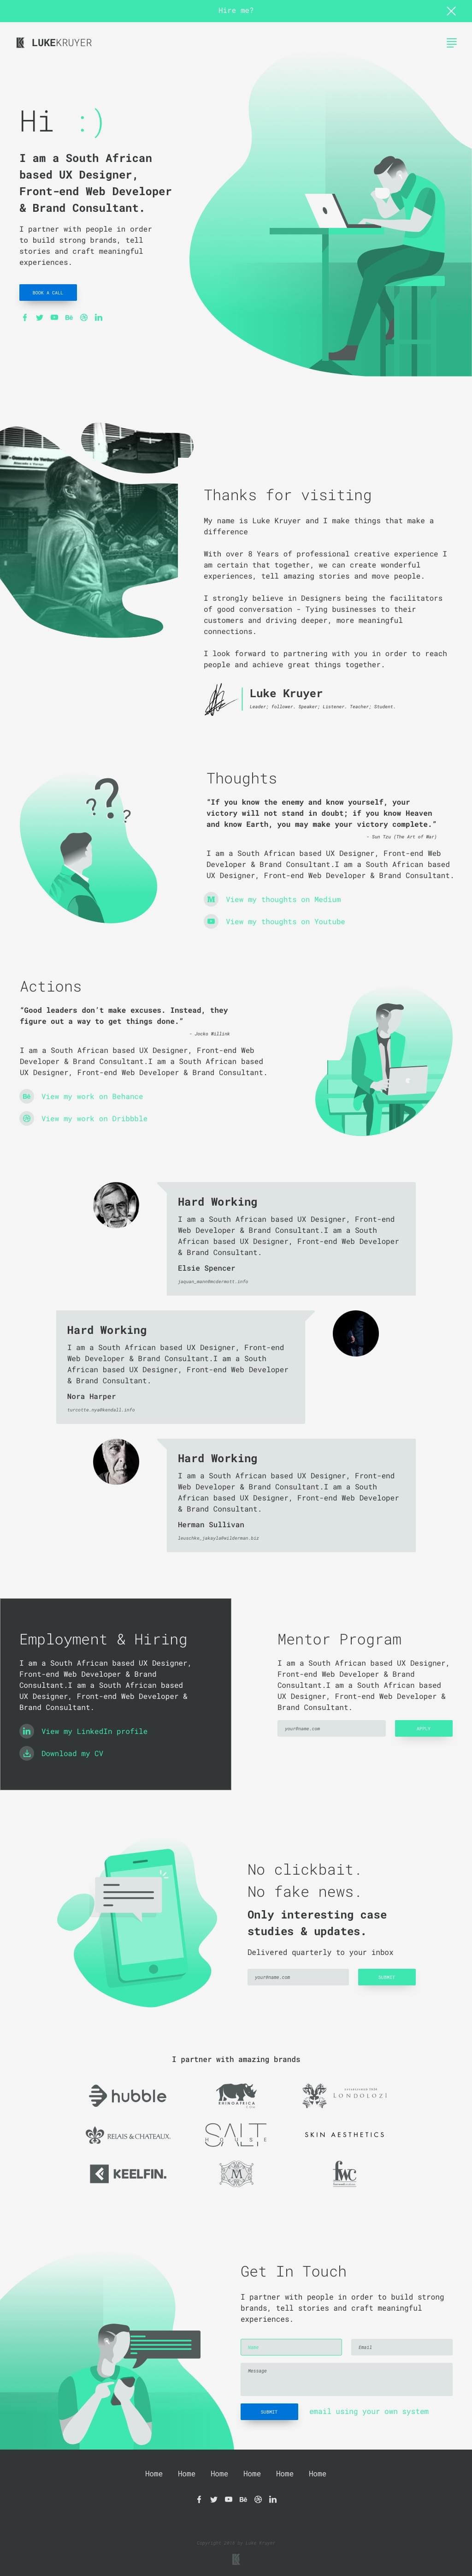 Hire me?
LUKEKRUYER
Hi :)
I am a South African
based UX Designer,
Front-end Web Developer
& Brand Consultant.
I partner with people in order
to build strong brands, tell
stories and craft meaningful
experiences.
BOOK A CALL
Thanks for visiting
My name is Luke Kruyer and I make things that make a
difference
With over 8 Years of professional creative experience I
am certain that together, we can create wonderful
experiences, tell amazing stories and move people.
I strongly believe in Designers being the facilitators
of good conversation - Tying businesses to their
customers and driving deeper, more meaningful
connections.
I look forward to partnering with you in order to reach
people and achieve great things together.
Luke Kruyer
Leader; follower. Speaker; Listener. Teacher; Student.
Thoughts
"If you know the enemy and know yourself, your
victory will not stand in doubt; if you know Heaven
and know Earth, you may make your victory complete."
- Sun Tzu (The Art of War)
I am a South African based UX Designer, Front-end Web
Developer & Brand Consultant.I am a South African based
UX Designer, Front-end Web Developer & Brand Consultant.
View my thoughts on Medium
View my thoughts on Youtube
Actions
"Good leaders don't make excuses. Instead, they
figure out a way to get things done."
- Jocko Willink
I am a South African based UX Designer, Front-end Web
Developer & Brand Consultant.I am a South African based
UX Designer, Front-end Web Developer & Brand Consultant.
View my work on Behance
View my work on Dribbble
Hard Working
I am a South African based UX Designer, Front-end
Web Developer & Brand Consultant.I am a South
African based UX Designer, Front-end Web Developer
& Brand Consultant.
Elsie Spencer
jaquan_mann@mcdermott.info
Hard Working
I am a South African based UX Designer, Front-end
Web Developer & Brand Consultant.I am a South
African based UX Designer, Front-end Web Developer
& Brand Consultant.
Nora Harper
turcotte.nya@kendall.info
Hard Working
I am a South African based UX Designer, Front-end
Web Developer & Brand Consultant.I am a South
African based UX Designer, Front-end Web Developer
& Brand Consultant.
Herman Sullivan
leuschke_jakayla@wilderman.biz
Employment & Hiring
I am a South African based UX Designer,
Front-end Web Developer & Brand
Consultant.I am a South African based
UX Designer, Front-end Web Developer &
Brand Consultant.
View my LinkedIn profile
Download my CV
Mentor Program
I am a South African based UX Designer,
Front-end Web Developer & Brand
Consultant.I am a South African based
UX Designer, Front-end Web Developer &
Brand Consultant.
your@name.com
APPLY
No clickbait.
No fake news.
Only interesting case
studies & updates.
Delivered quarterly to your inbox
your@name.com
SUBMIT
I partner with amazing brands
hubble
RHINOAFRICA
LONDOLOZI
RELAIS & CHATEAUX.
SALT
HOUSE
SKIN AESTHETICS
KEELFIN.
M
fwc
Get In Touch
I partner with people in order to build strong
brands, tell stories and craft meaningful
experiences.
Name
Email
Message
SUBMIT
email using your own system
Home Home Home Home Home Home
Copyright 2019 by Luke Kruyer